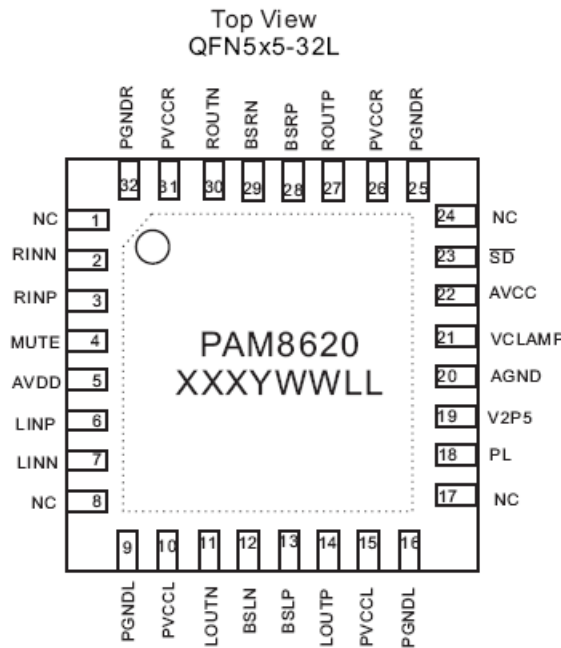 Top View
QFN5x5-32L
PGNDR PVCCR ROUTN BSRN BSRP ROUTP PVCCR PGNDR
32 31 30 29 28 27 26 25
NC 1 24 NC
RINN 2 23 SD
RINP 3 22 AVCC
MUTE 4 21 VCLAMP
AVDD 5 20 AGND
LINP 6 19 V2P5
LINN 7 18 PL
NC 8 17 NC
PAM8620
XXXYWWLL
9 10 11 12 13 14 15 16
PGNDL PVCCL LOUTN BSLN BSLP LOUTP PVCCL PGNDL